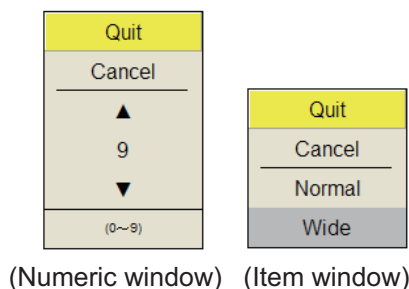 Quit
Cancel
▲
9
▼
(0～9)
(Numeric window)
Quit
Cancel
Normal
Wide
(Item window)